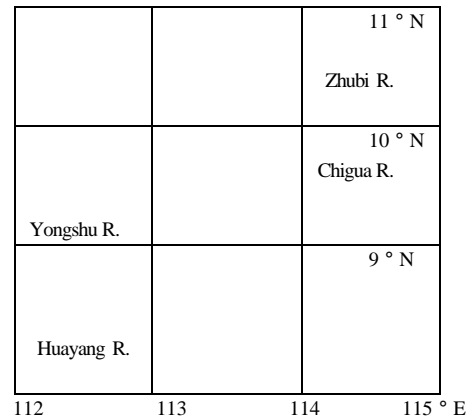 11 ° N
Zhubi R.
10 ° N
Chigua R.
Yongshu R.
9 ° N
Huayang R.
112 113 114 115 ° E